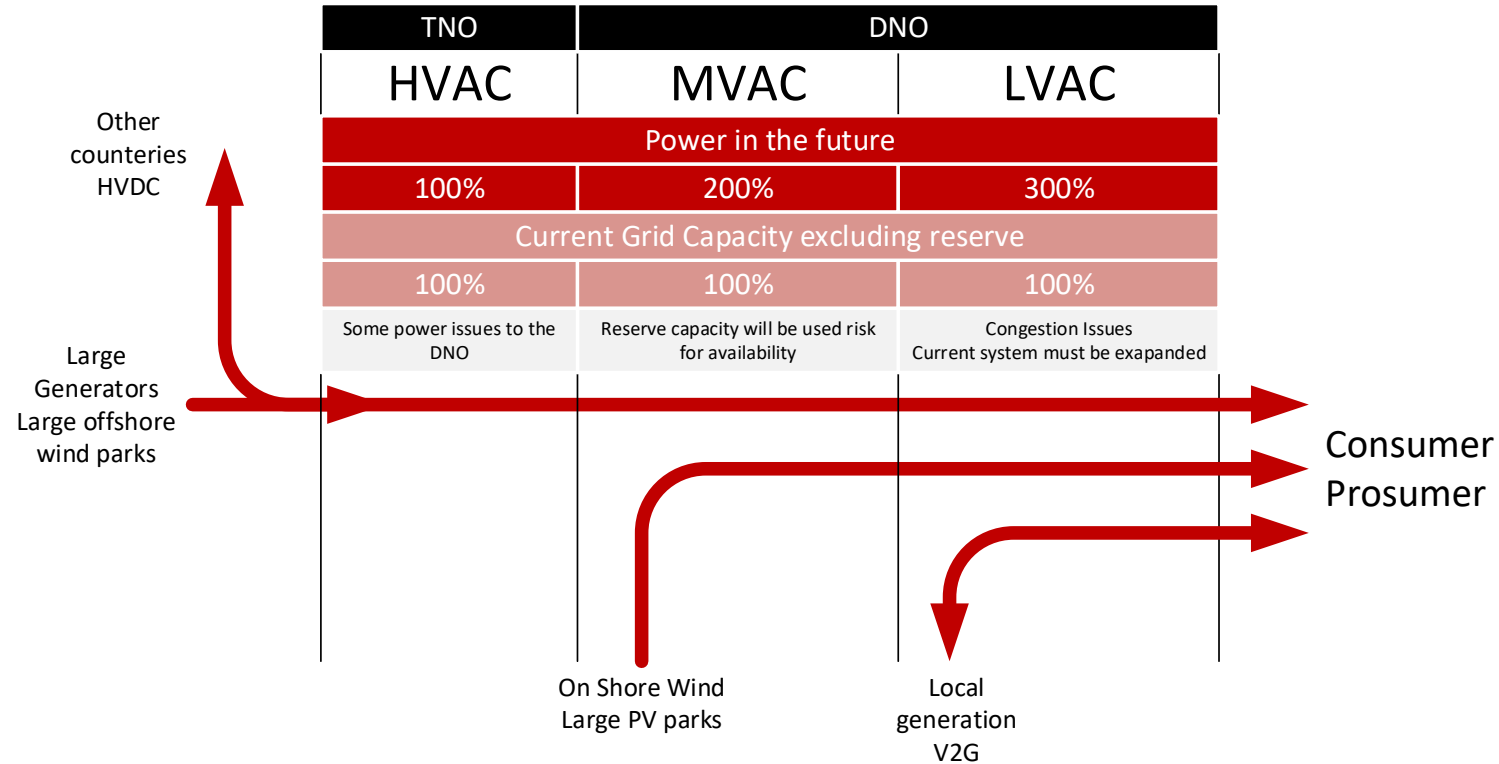 TNO
DNO
HVAC
MVAC
LVAC
Power in the future
100%
200%
300%
Current Grid Capacity excluding reserve
100%
100%
100%
Some power issues to the
DNO
Reserve capacity will be used risk
for availability
Congestion Issues
Current system must be exapanded
Other
counteries
HVDC
Large
Generators
Large offshore
wind parks
Consumer
Prosumer
On Shore Wind
Large PV parks
Local
generation
V2G